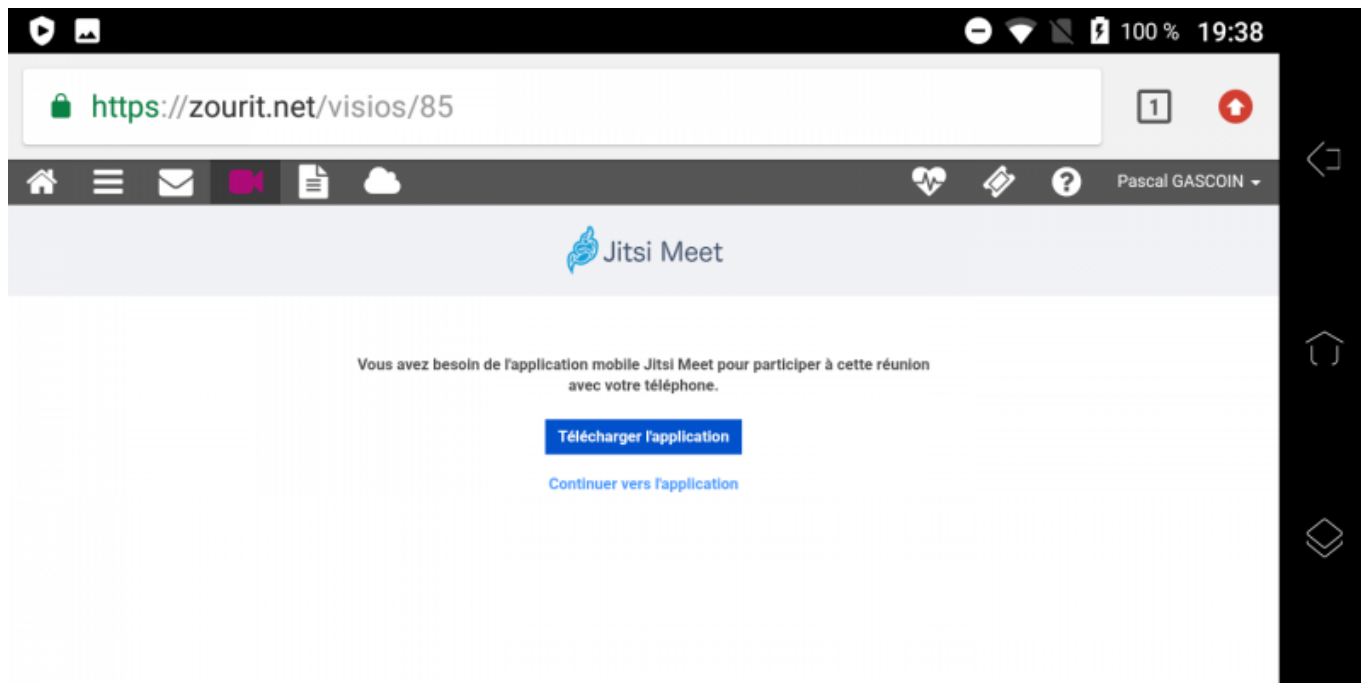 100 % 19:38
https://zourit.net/visios/85
1
Pascal GASCOIN
Jitsi Meet
Vous avez besoin de l'application mobile Jitsi Meet pour participer à cette réunion
avec votre téléphone.
Télécharger l'application
Continuer vers l'application